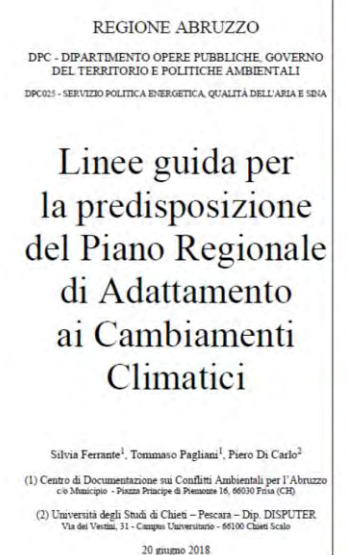 REGIONE ABRUZZO
DPC - DIPARTIMENTO OPERE PUBBLICHE, GOVERNO
DEL TERRITORIO E POLITICHE AMBIENTALI
DPC025 - SERVIZIO POLITICA ENERGETICA, QUALITÀ DELL'ARIA E SINA
Linee guida per
la predisposizione
del Piano Regionale
di Adattamento
ai Cambiamenti
Climatici
Silvia Ferrante1, Tommaso Pagliani1, Piero Di Carlo2
(1) Centro di Documentazione sui Conflitti Ambientali per l'Abruzzo
c/o Municipio - Piazza Principe di Piemonte 16, 66030 Frisa (CH)
(2) Università degli Studi di Chieti – Pescara – Dip. DISPUTER
Via dei Vestini, 31 - Campus Universitario - 66100 Chieti Scalo
20 giugno 2018